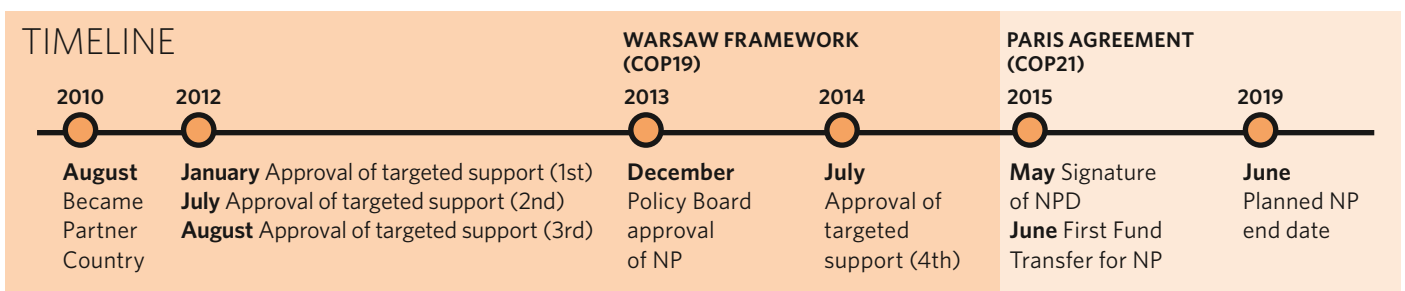 TIMELINE
WARSAW FRAMEWORK
(COP19)
PARIS AGREEMENT
(COP21)
2010
2012
2013
2014
2015
2019
August
Became
Partner
Country
January Approval of targeted support (1st)
July Approval of targeted support (2nd)
August Approval of targeted support (3rd)
December
Policy Board
approval
of NP
July
Approval of
targeted
support (4th)
May Signature
of NPD
June First Fund
Transfer for NP
June
Planned NP
end date